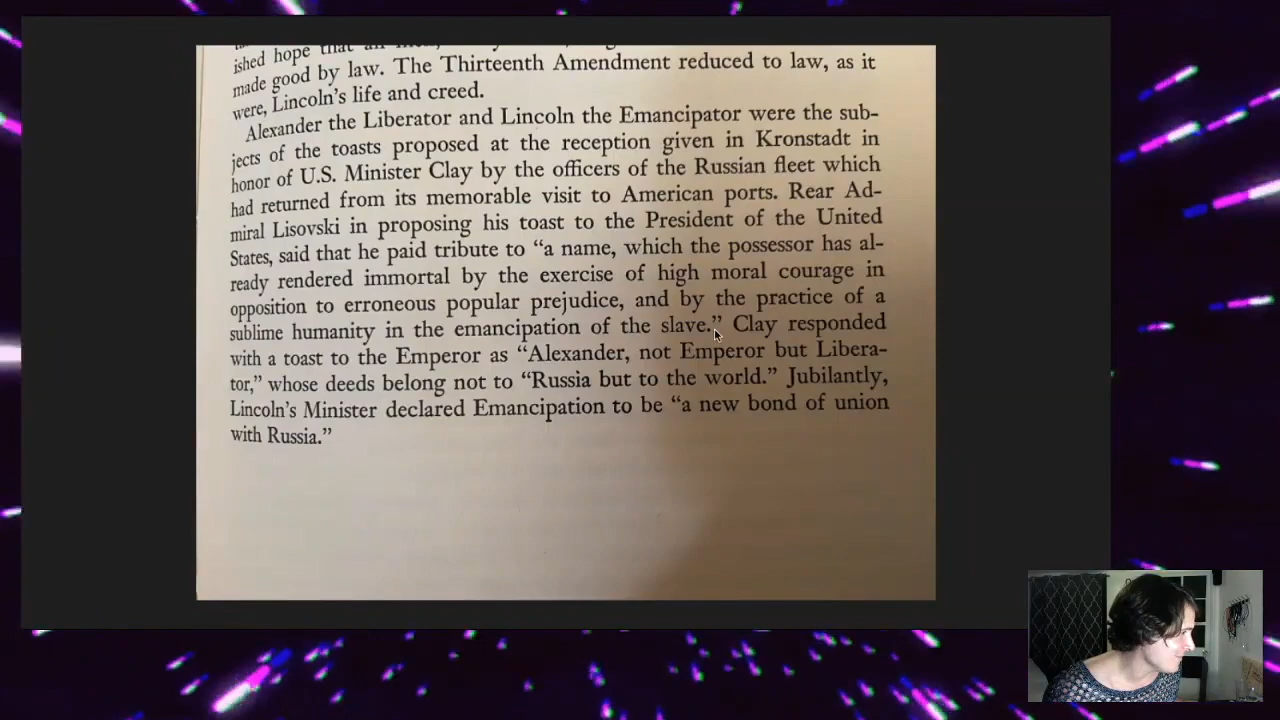 ished hope that all
made good by law. The Thirteenth Amendment reduced to law, as it
were, Lincoln's life and creed.
Alexander the Liberator and Lincoln the Emancipator were the sub-
jects of the toasts proposed at the reception given in Kronstadt in
honor of U.S. Minister Clay by the officers of the Russian fleet which
had returned from its memorable visit to American ports. Rear Ad-
miral Lisovski in proposing his toast to the President of the United
States, said that he paid tribute to “a name, which the possessor has al-
ready rendered immortal by the exercise of high moral courage in
opposition to erroneous popular prejudice, and by the practice of a
sublime humanity in the emancipation of the slave.” Clay responded
with a toast to the Emperor as “Alexander, not Emperor but Libera-
tor,” whose deeds belong not to “Russia but to the world.” Jubilantly,
Lincoln's Minister declared Emancipation to be “a new bond of union
with Russia.”